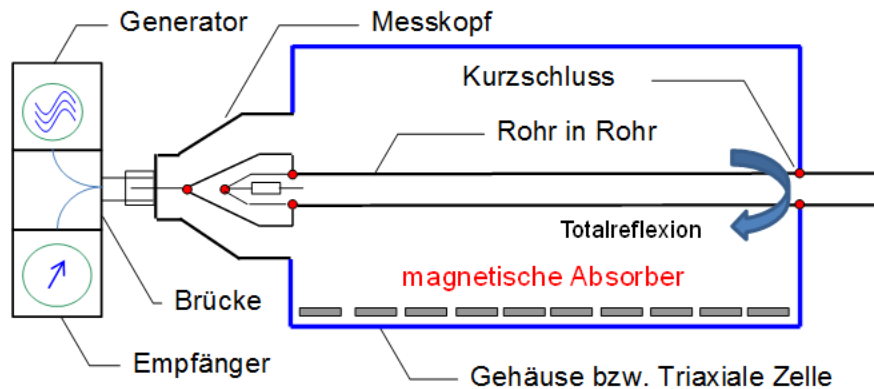 Generator
Messkopf
Kurzschluss
Rohr in Rohr
Totalreflexion
magnetische Absorber
Brücke
Empfänger
Gehäuse bzw. Triaxiale Zelle